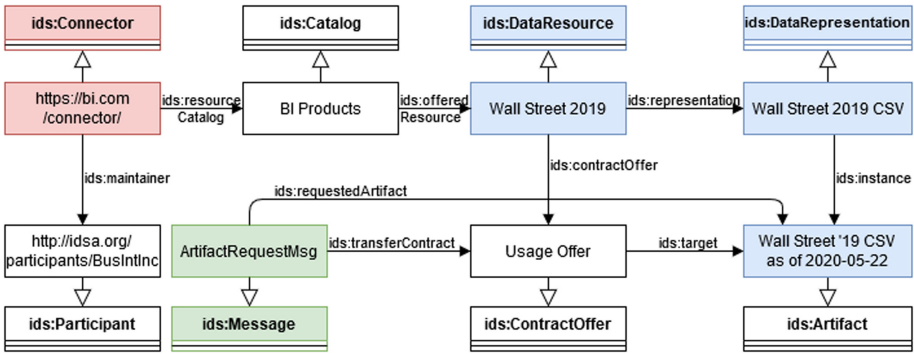 ids:Connector
ids:Catalog
ids:DataResource
ids:DataRepresentation
https://bi.com
/connector/
ids:resource
Catalog
BI Products
ids:offered
Resource
Wall Street 2019
ids:representation
Wall Street 2019 CSV
ids:maintainer
ids:requestedArtifact
ids:contractOffer
ids:instance
http://idsa.org/
participants/BusIntInc
ArtifactRequestMsg
ids:transferContract
Usage Offer
ids:target
Wall Street '19 CSV
as of 2020-05-22
ids:Participant
ids:Message
ids:ContractOffer
ids:Artifact